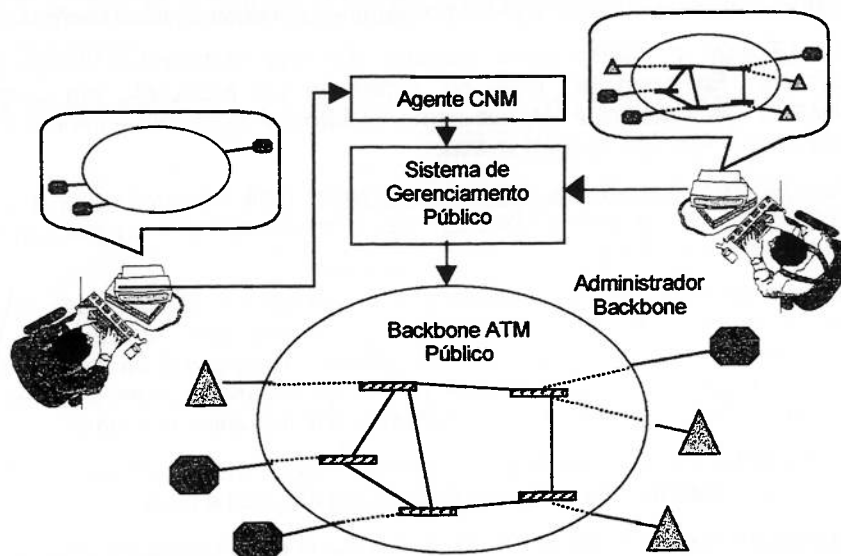 Agente CNM
Sistema de
Gerenciamento
Público
Administrador
Backbone
Backbone ATM
Público